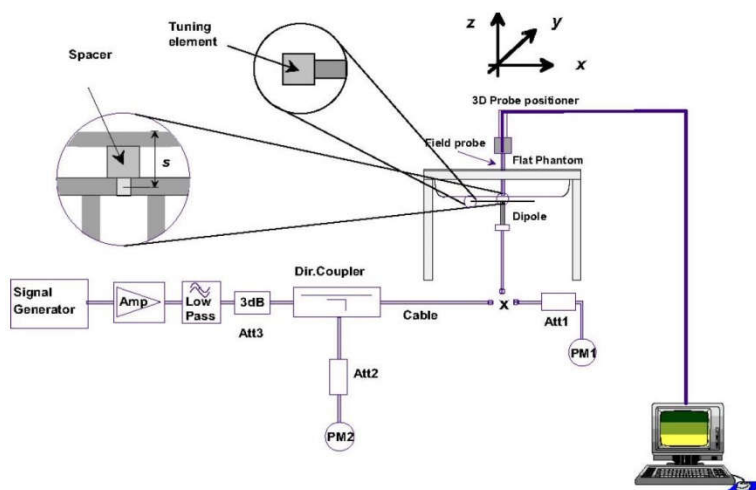 Tuning
element
Spacer
s
z
y
x
3D Probe positioner
Field probe
Flat Phantom
Dipole
Dir.Coupler
Signal
Generator
Amp
Low
Pass
3dB
Att3
Cable
x
Att1
PM1
Att2
PM2